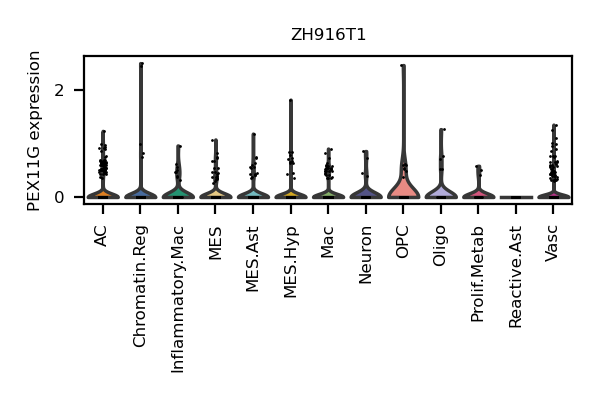 ZH916T1
PEX11G expression
2
0
AC
Chromatin.Reg
Inflammatory.Mac
MES
MES.Ast
MES.Hyp
Mac
Neuron
OPC
Oligo
Prolif.Metab
Reactive.Ast
Vasc